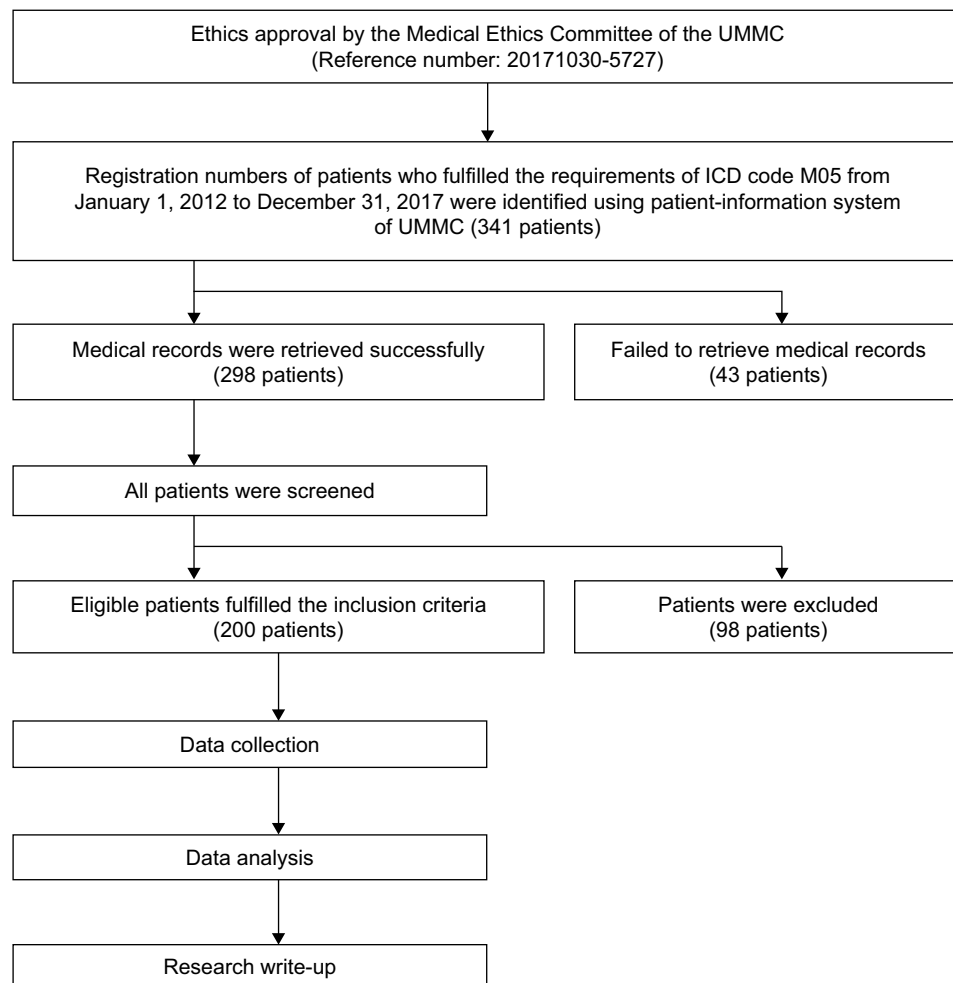 Ethics approval by the Medical Ethics Committee of the UMMC
(Reference number: 20171030-5727)
Registration numbers of patients who fulfilled the requirements of ICD code M05 from
January 1, 2012 to December 31, 2017 were identified using patient-information system
of UMMC (341 patients)
Medical records were retrieved successfully
(298 patients)
Failed to retrieve medical records
(43 patients)
All patients were screened
Eligible patients fulfilled the inclusion criteria
(200 patients)
Patients were excluded
(98 patients)
Data collection
Data analysis
Research write-up